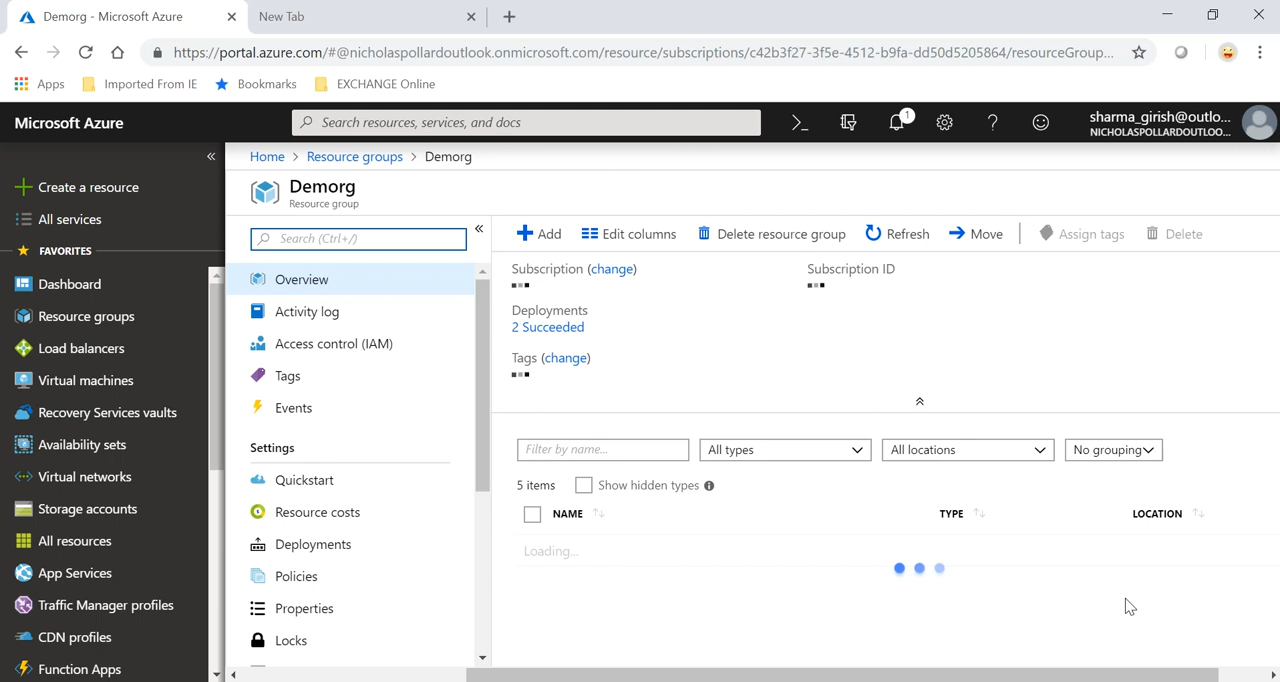 Demorg - Microsoft Azure
New Tab
https://portal.azure.com/#@nicholaspollardoutlook.onmicrosoft.com/resource/subscriptions/c42b3f27-3f5e-4512-b9fa-dd50d5205864/resourceGroup...
Apps
Imported From IE
Bookmarks
EXCHANGE Online
Microsoft Azure
Search resources, services, and docs
1
sharma_girish@outlo...
NICHOLASPOLLARDOUTLOO...
Home > Resource groups > Demorg
Create a resource
All services
FAVORITES
Dashboard
Resource groups
Load balancers
Virtual machines
Recovery Services vaults
Availability sets
Virtual networks
Storage accounts
All resources
App Services
Traffic Manager profiles
CDN profiles
Function Apps
Demorg
Resource group
Search (Ctrl+/)
Overview
Activity log
Access control (IAM)
Tags
Events
Settings
Quickstart
Resource costs
Deployments
Policies
Properties
Locks
Add
Edit columns
Delete resource group
Refresh
Move
Assign tags
Delete
Subscription (change)
Subscription ID
Deployments
2 Succeeded
Tags (change)
Filter by name...
All types
All locations
No grouping
5 items
Show hidden types
NAME
TYPE
LOCATION
Loading...